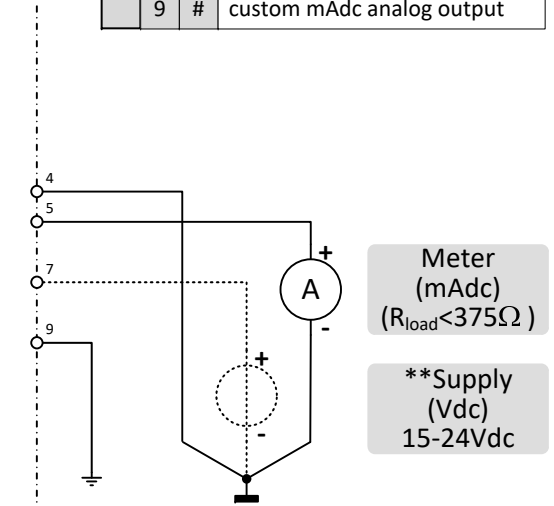 9 # custom mAdc analog output
4
5
7
9
+
A
-
+
-
Meter
(mAdc)
(Rload<375Ω )
**Supply
(Vdc)
15-24Vdc